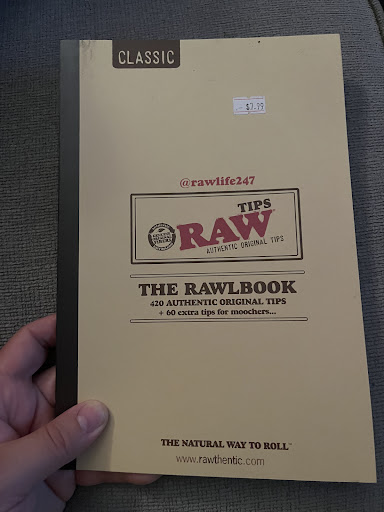 CLASSIC
$7.99
@rawlife247
TIPS
RAW®
AUTHENTIC ORIGINAL TIPS
THE RAWLBOOK
420 AUTHENTIC ORIGINAL TIPS
+ 60 extra tips for moochers...
THE NATURAL WAY TO ROLL™
www.rawthentic.com